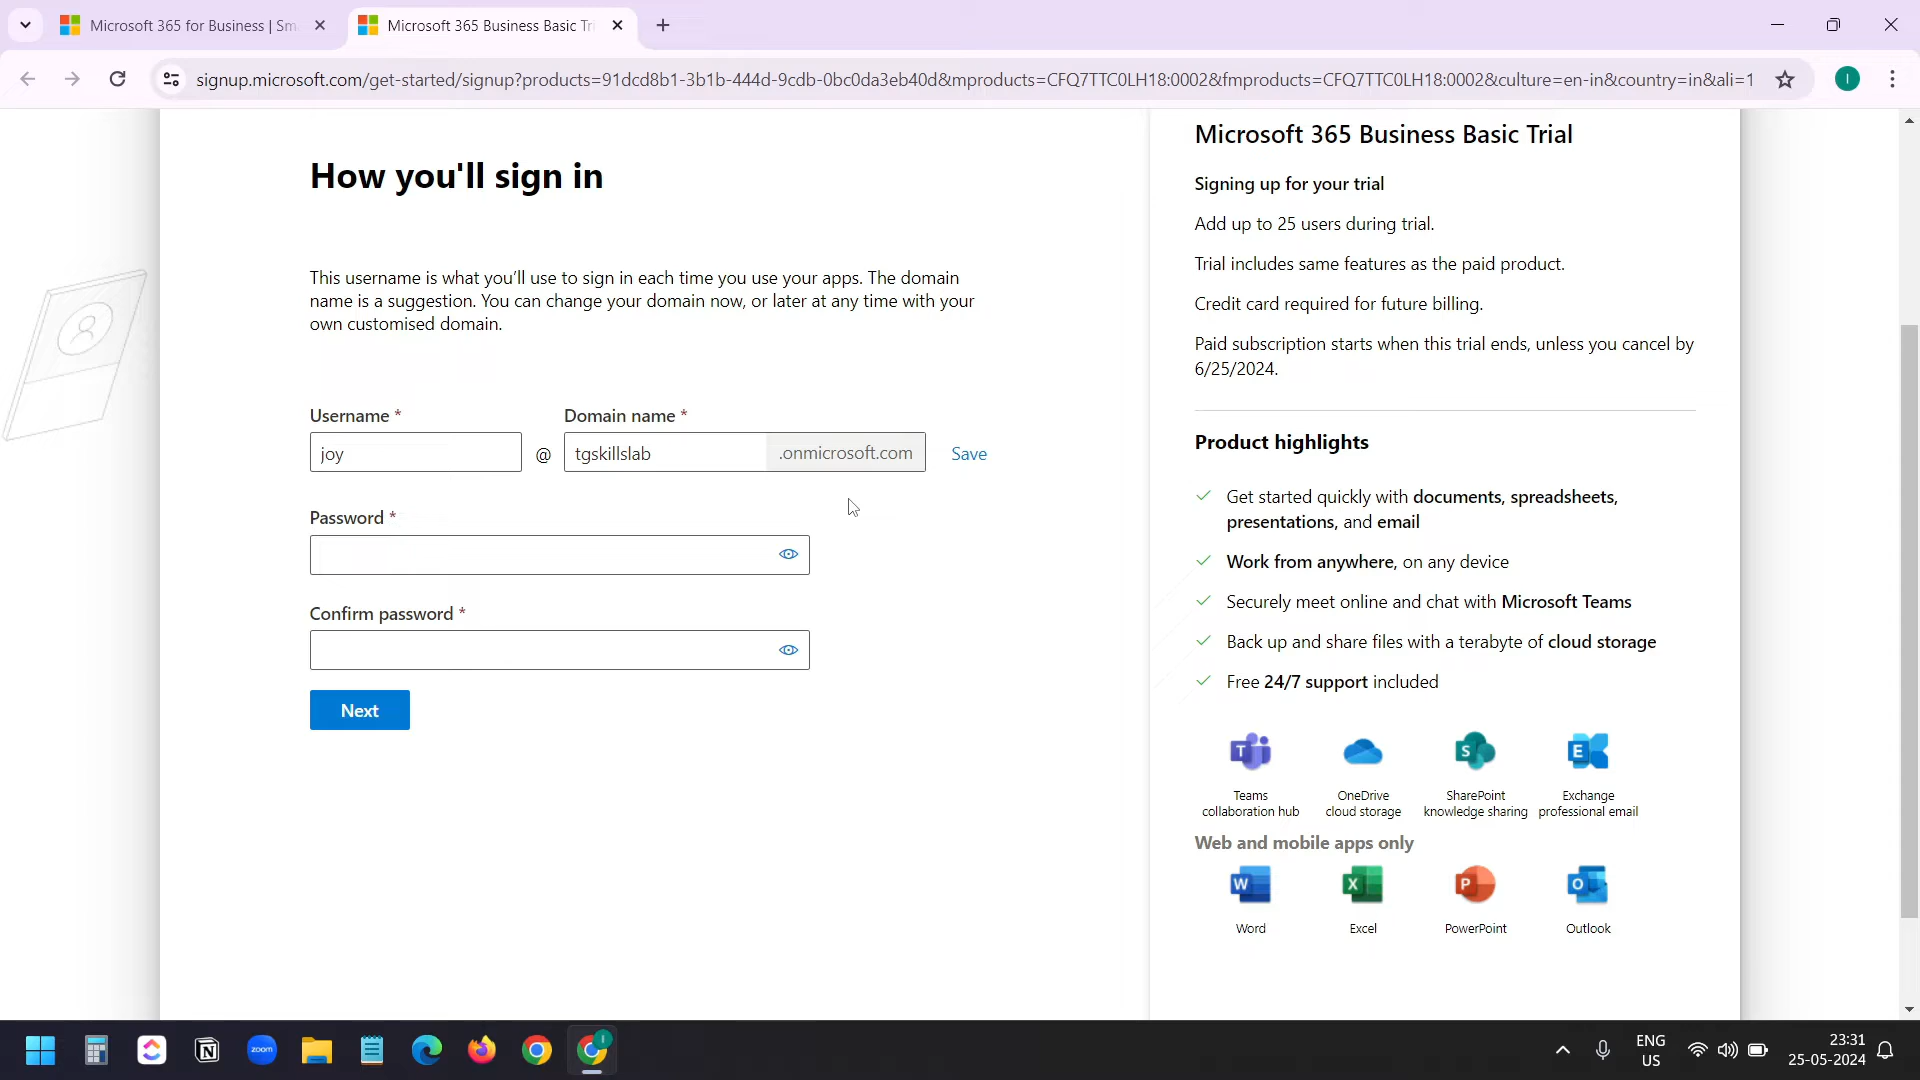 Microsoft 365 for Business | Sm
Microsoft 365 Business Basic Tri
signup.microsoft.com/get-started/signup?products=91dcd8b1-3b1b-444d-9cdb-0bc0da3eb40d&mproducts=CFQ7TTC0LH18:0002&fmproducts=CFQ7TTC0LH18:0002&culture=en-in&country=in&ali=1
I
How you'll sign in
This username is what you'll use to sign in each time you use your apps. The domain
name is a suggestion. You can change your domain now, or later at any time with your
own customised domain.
Username *
Domain name *
joy @ tgskillslab .onmicrosoft.com Save
Password *
Confirm password *
Next
Microsoft 365 Business Basic Trial
Signing up for your trial
Add up to 25 users during trial.
Trial includes same features as the paid product.
Credit card required for future billing.
Paid subscription starts when this trial ends, unless you cancel by
6/25/2024.
Product highlights
Get started quickly with documents, spreadsheets,
presentations, and email
Work from anywhere, on any device
Securely meet online and chat with Microsoft Teams
Back up and share files with a terabyte of cloud storage
Free 24/7 support included
T
S
E
Teams
collaboration hub
OneDrive
cloud storage
SharePoint
knowledge sharing
Exchange
professional email
Web and mobile apps only
W
X
P
O
Word
Excel
PowerPoint
Outlook
zoom
ENG
US
23:31
25-05-2024